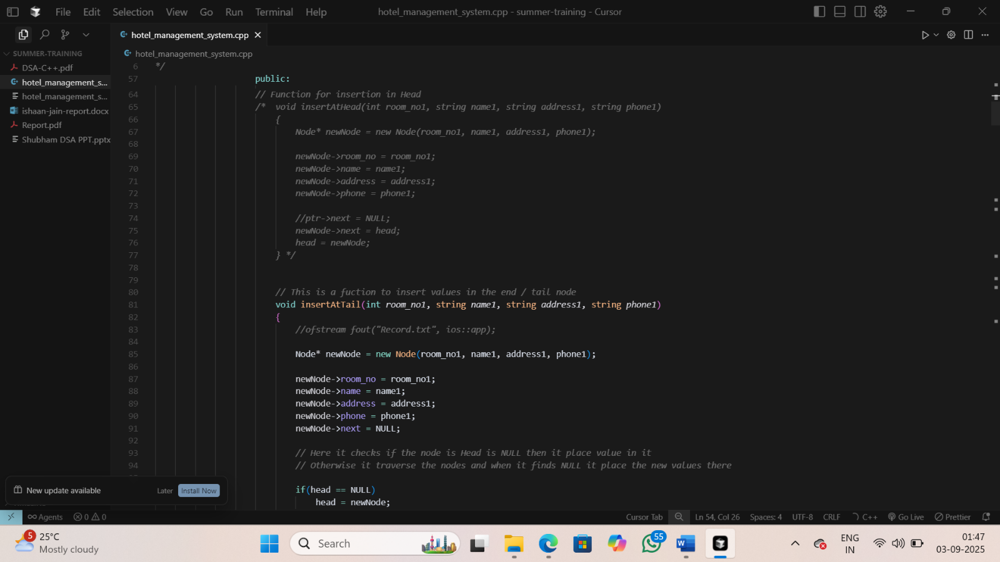 File Edit Selection View Go Run Terminal Help
hotel_management_system.cpp - summer-training - Cursor
hotel_management_system.cpp
SUMMER-TRAINING
DSA-C++.pdf
hotel_management_s...
hotel_management_s...
ishaan-jain-report.docx
Report.pdf
Shubham DSA PPT.pptx
hotel_management_system.cpp
6 */
57 public:
64 // Function for insertion in Head
65 /* void insertAtHead(int room_no1, string name1, string address1, string phone1)
66 {
67 Node* newNode = new Node(room_no1, name1, address1, phone1);
68
69 newNode->room_no = room_no1;
70 newNode->name = name1;
71 newNode->address = address1;
72 newNode->phone = phone1;
73
74 //ptr->next = NULL;
75 newNode->next = head;
76 head = newNode;
77 } */
78
79
80 // This is a fuction to insert values in the end / tail node
81 void insertAtTail(int room_no1, string name1, string address1, string phone1)
82 {
83 //ofstream fout("Record.txt", ios::app);
84
85 Node* newNode = new Node(room_no1, name1, address1, phone1);
86
87 newNode->room_no = room_no1;
88 newNode->name = name1;
89 newNode->address = address1;
90 newNode->phone = phone1;
91 newNode->next = NULL;
92
93 // Here it checks if the node is Head is NULL then it place value in it
94 // Otherwise it traverse the nodes and when it finds NULL it place the new values there
if(head == NULL)
head = newNode;
New update available Later Install Now
Agents 0 0
Cursor Tab Ln 54, Col 26 Spaces: 4 UTF-8 CRLF C++ Go Live Prettier
5
25°C
Mostly cloudy
Search
55
ENG
IN
01:47
03-09-2025